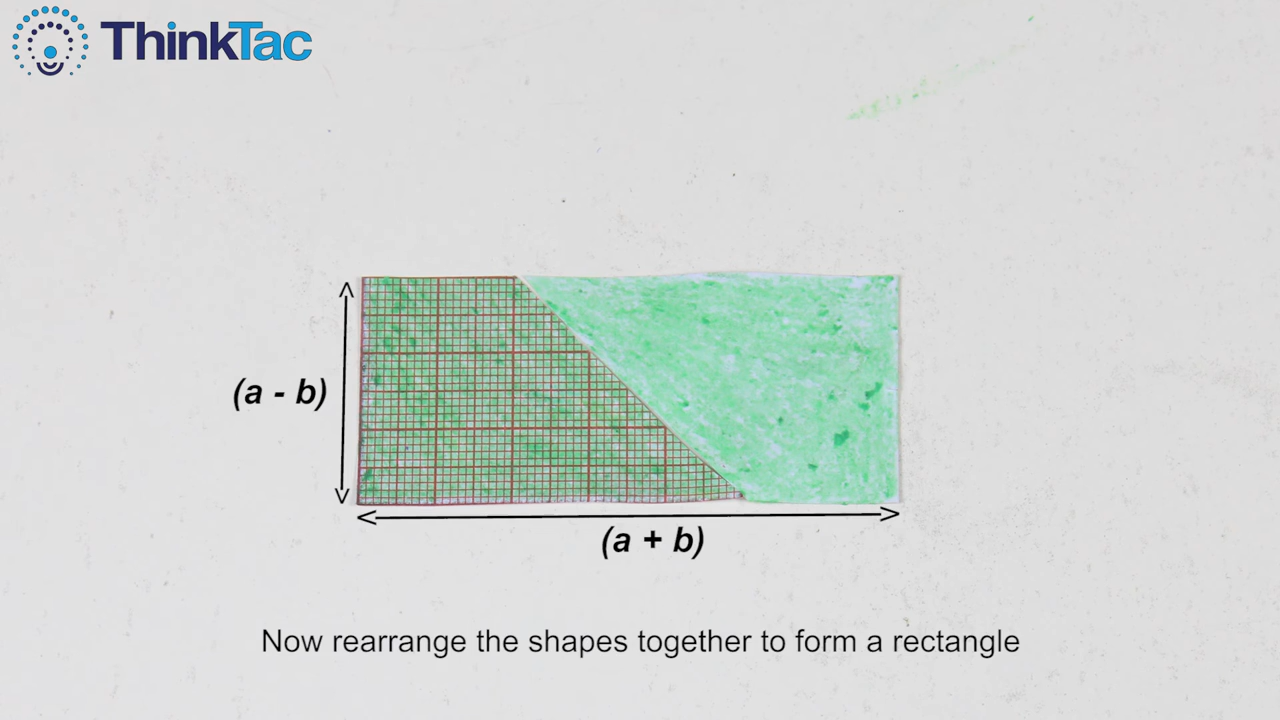 ThinkTac
(a - b)
(a + b)
Now rearrange the shapes together to form a rectangle